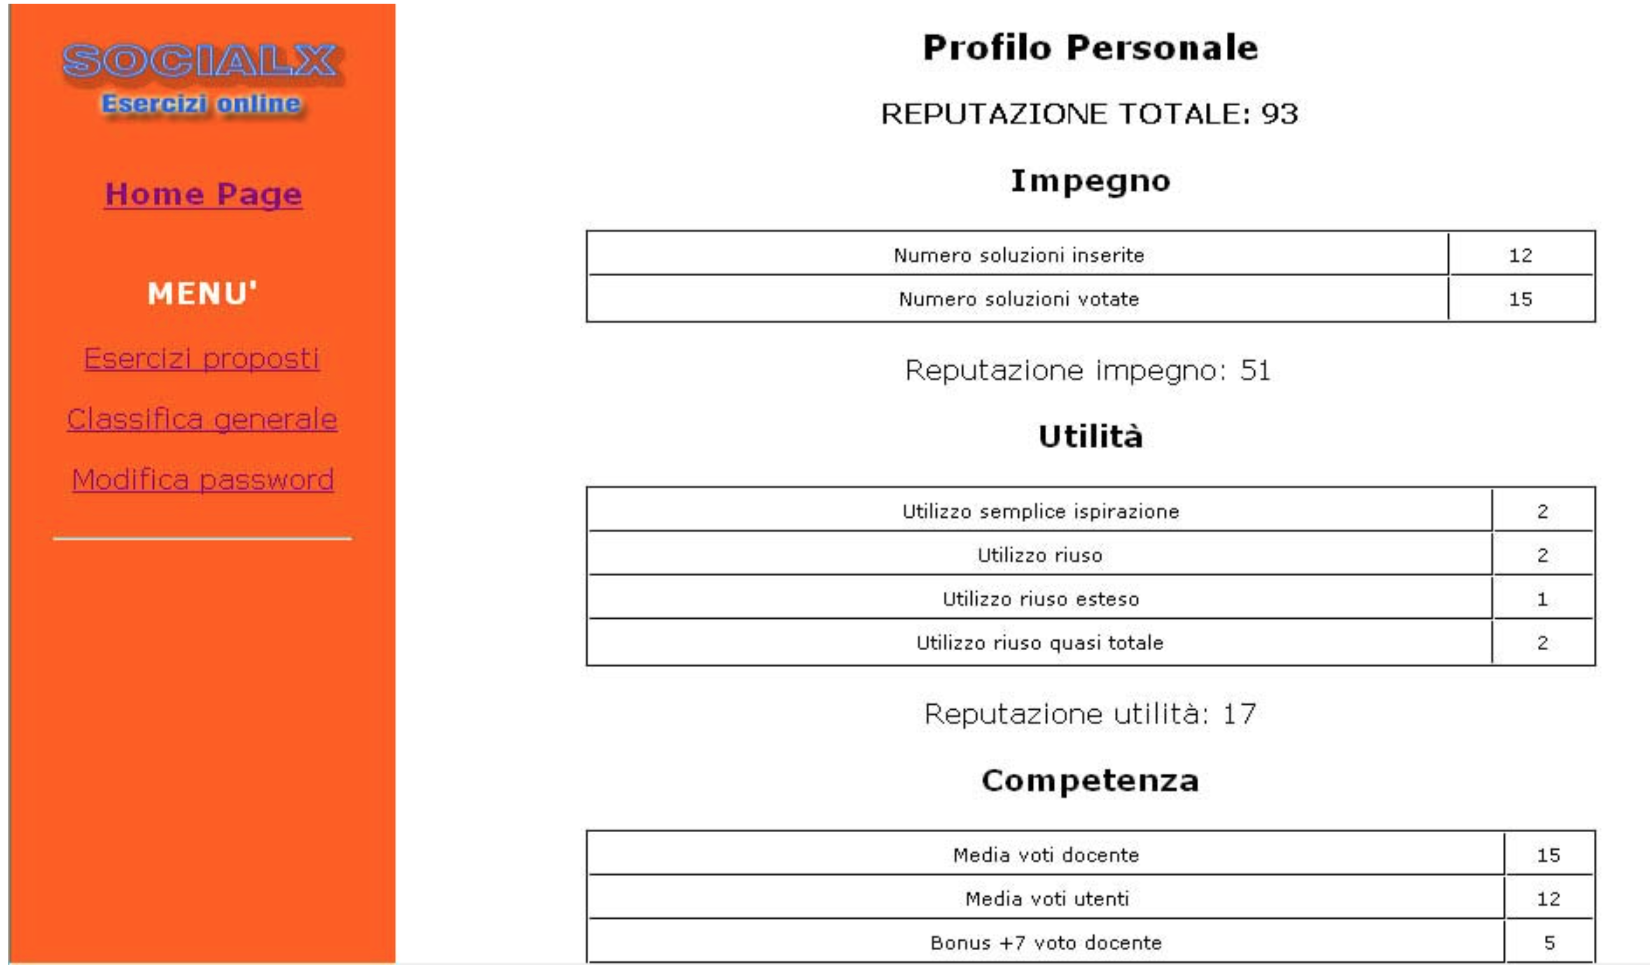 SOCIALX
Esercizi online
Home Page
MENU'
Esercizi proposti
Classifica generale
Modifica password
Profilo Personale
REPUTAZIONE TOTALE: 93
Impegno
Numero soluzioni inserite 12
Numero soluzioni votate 15
Reputazione impegno: 51
Utilità
Utilizzo semplice ispirazione 2
Utilizzo riuso 2
Utilizzo riuso esteso 1
Utilizzo riuso quasi totale 2
Reputazione utilità: 17
Competenza
Media voti docente 15
Media voti utenti 12
Bonus +7 voto docente 5